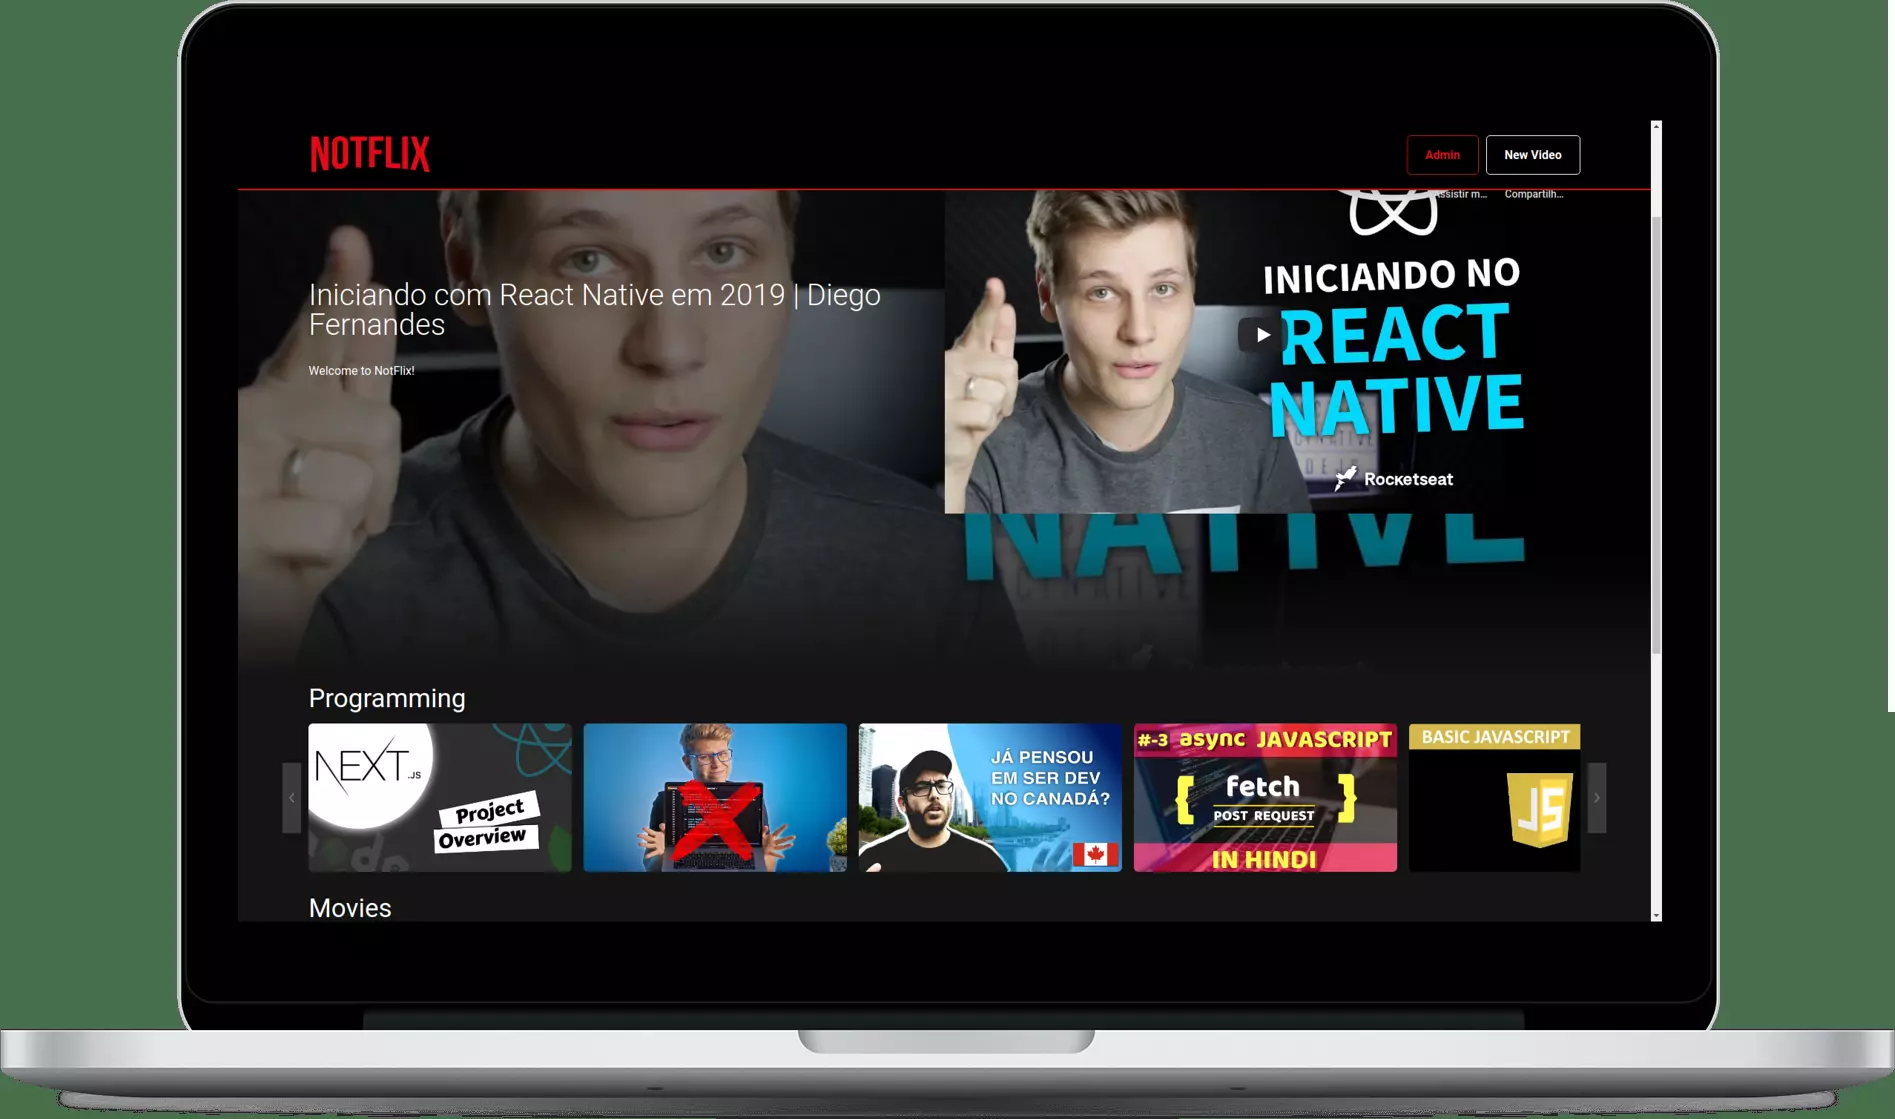 NOTFLIX
Admin
New Video
Compartilh...
Iniciando com React Native em 2019 | Diego
Fernandes
Welcome to NotFlix!
INICIANDO NO
REACT
NATIVE
Rocketseat
NATIVE
Programming
NEXT.JS
Project
Overview
JÁ PENSOU
EM SER DEV
NO CANADÁ?
#-3 async JAVASCRIPT
{ fetch }
POST REQUEST
IN HINDI
BASIC JAVASCRIPT
JS
Movies